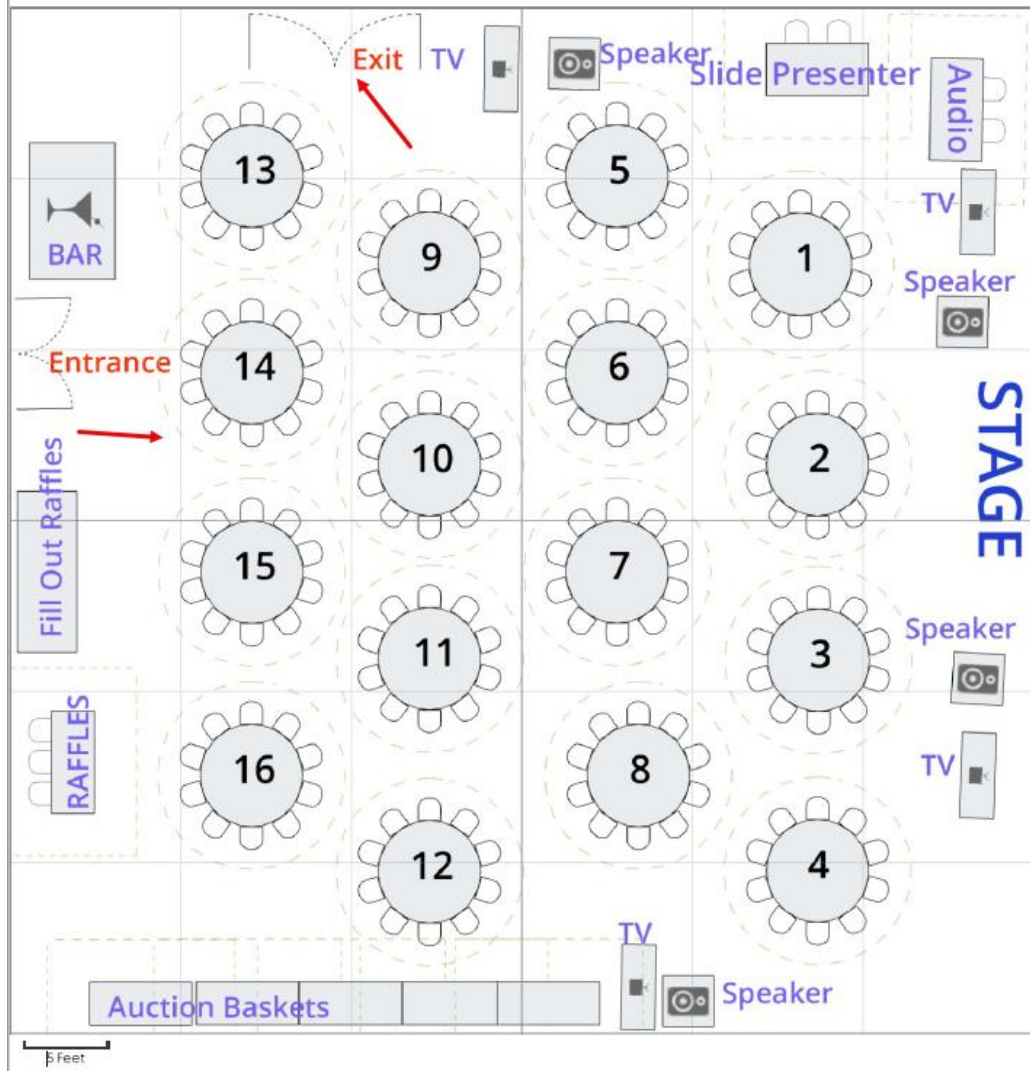 Exit
TV
Speaker
Slide Presenter
Audio
13
5
BAR
9
1
TV
Speaker
Entrance
14
6
STAGE
10
2
Fill Out Raffles
15
7
11
3
Speaker
RAFFLES
16
8
TV
12
4
TV
Auction Baskets
Speaker
5 Feet